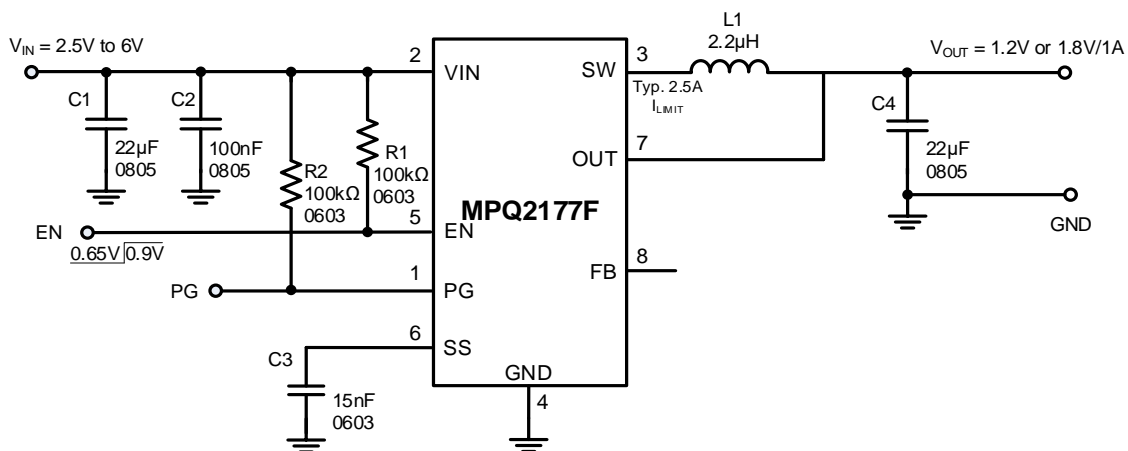 L1
2.2µH
V_IN = 2.5V to 6V
V_OUT = 1.2V or 1.8V/1A
2
VIN
SW
3
Typ. 2.5A
I_LIMIT
C1
22µF
0805
C2
100nF
0805
R2
100kΩ
0603
R1
100kΩ
0603
OUT
7
C4
22µF
0805
GND
MPQ2177F
EN
0.65V 0.9V
5
EN
FB
8
PG
1
PG
6
SS
C3
15nF
0603
GND
4